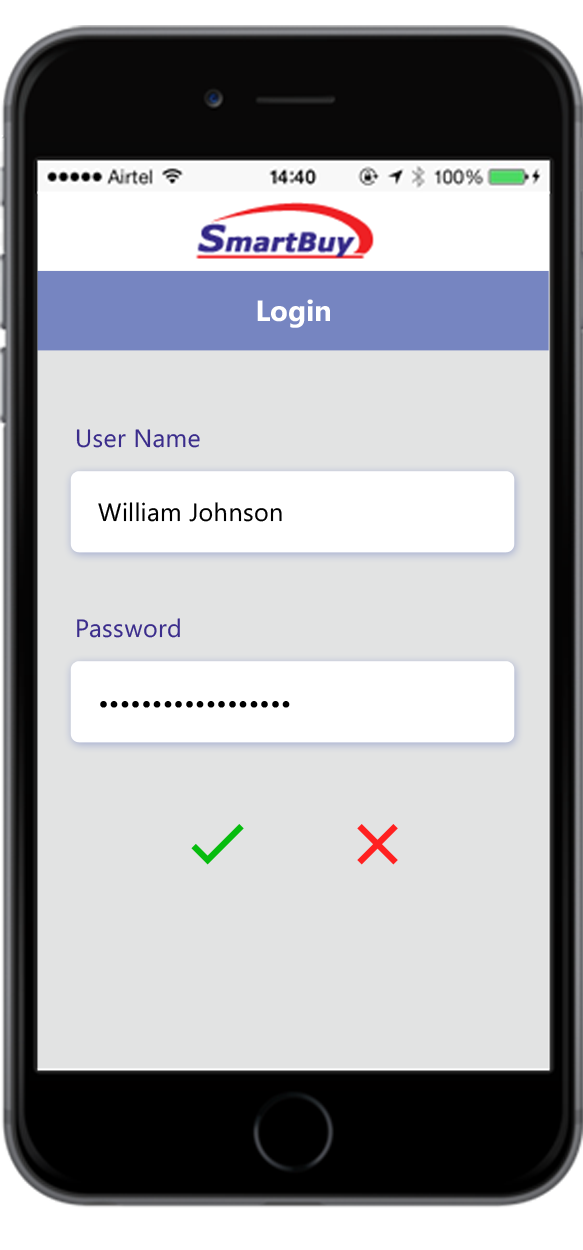 Airtel 14:40 100%
SmartBuy
Login
User Name
William Johnson
Password
••••••••••••••••••